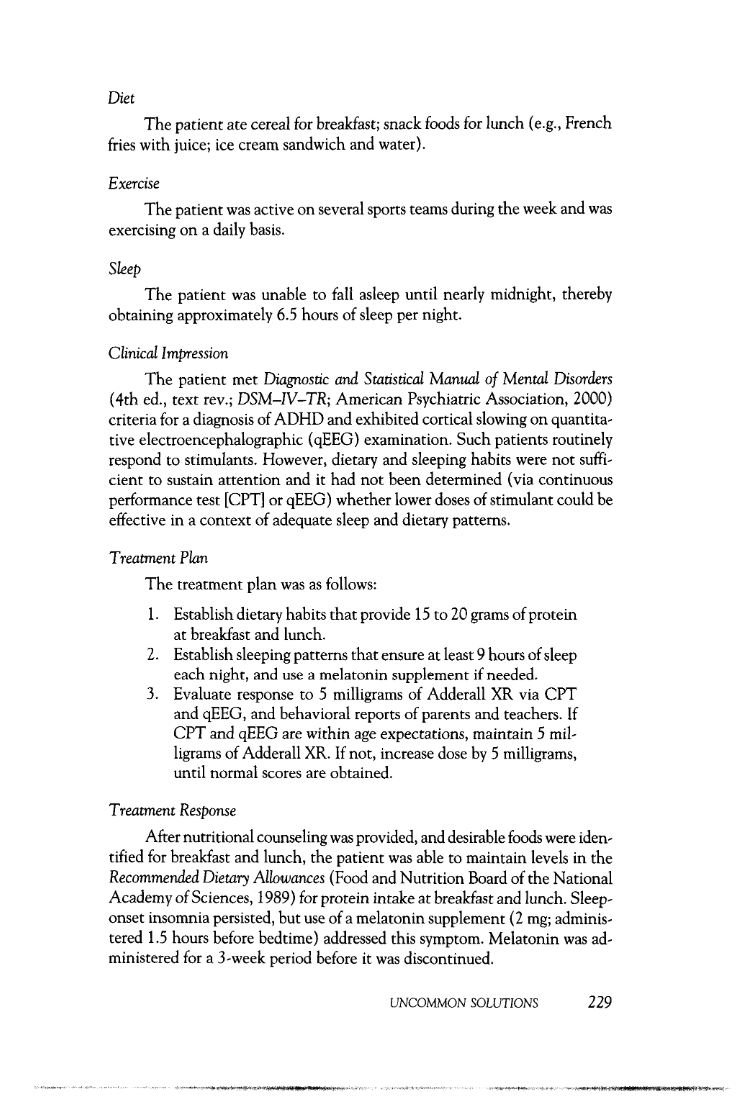 Diet
The patient ate cereal for breakfast; snack foods for lunch (e.g., French
fries with juice; ice cream sandwich and water).
Exercise
The patient was active on several sports teams during the week and was
exercising on a daily basis.
Sleep
The patient was unable to fall asleep until nearly midnight, thereby
obtaining approximately 6.5 hours of sleep per night.
Clinical Impression
The patient met Diagnostic and Statistical Manual of Mental Disorders
(4th ed., text rev.; DSM–IV–TR; American Psychiatric Association, 2000)
criteria for a diagnosis of ADHD and exhibited cortical slowing on quantita-
tive electroencephalographic (qEEG) examination. Such patients routinely
respond to stimulants. However, dietary and sleeping habits were not suffi-
cient to sustain attention and it had not been determined (via continuous
performance test [CPT] or qEEG) whether lower doses of stimulant could be
effective in a context of adequate sleep and dietary patterns.
Treatment Plan
The treatment plan was as follows:
1. Establish dietary habits that provide 15 to 20 grams of protein
at breakfast and lunch.
2. Establish sleeping patterns that ensure at least 9 hours of sleep
each night, and use a melatonin supplement if needed.
3. Evaluate response to 5 milligrams of Adderall XR via CPT
and qEEG, and behavioral reports of parents and teachers. If
CPT and qEEG are within age expectations, maintain 5 mil-
ligrams of Adderall XR. If not, increase dose by 5 milligrams,
until normal scores are obtained.
Treatment Response
After nutritional counseling was provided, and desirable foods were iden-
tified for breakfast and lunch, the patient was able to maintain levels in the
Recommended Dietary Allowances (Food and Nutrition Board of the National
Academy of Sciences, 1989) for protein intake at breakfast and lunch. Sleep-
onset insomnia persisted, but use of a melatonin supplement (2 mg; adminis-
tered 1.5 hours before bedtime) addressed this symptom. Melatonin was ad-
ministered for a 3-week period before it was discontinued.
UNCOMMON SOLUTIONS 229